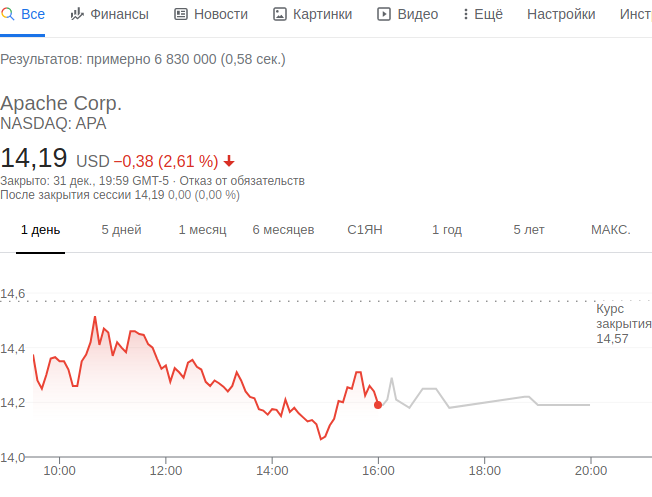 Все Финансы Новости Картинки Видео Ещё Настройки Инст
Результатов: примерно 6 830 000 (0,58 сек.)
Apache Corp.
NASDAQ: APA
14,19 USD −0,38 (2,61 %)
Закрыто: 31 дек., 19:59 GMT-5 · Отказ от обязательств
После закрытия сессии 14,19 0,00 (0,00 %)
1 день 5 дней 1 месяц 6 месяцев С1ЯН 1 год 5 лет МАКС.
14,6
Курс
закрытия
14,57
14,4
14,2
14,0
10:00 12:00 14:00 16:00 18:00 20:00